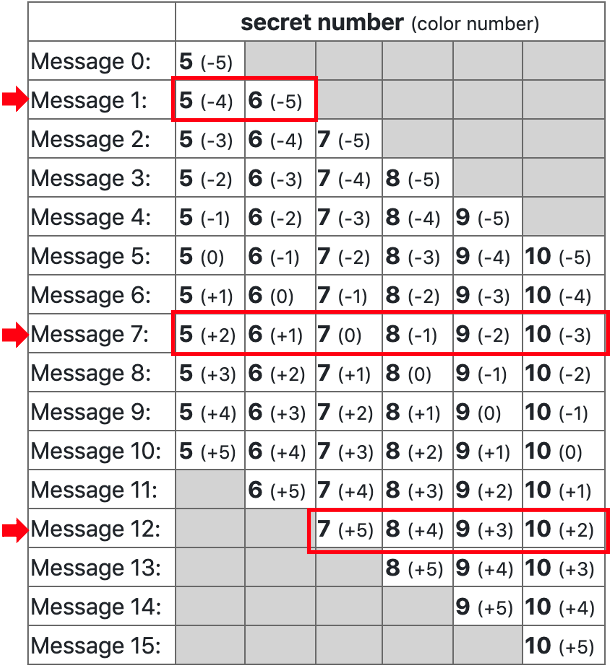 secret number (color number)
Message 0: 5 (-5)
Message 1: 5 (-4) 6 (-5)
Message 2: 5 (-3) 6 (-4) 7 (-5)
Message 3: 5 (-2) 6 (-3) 7 (-4) 8 (-5)
Message 4: 5 (-1) 6 (-2) 7 (-3) 8 (-4) 9 (-5)
Message 5: 5 (0) 6 (-1) 7 (-2) 8 (-3) 9 (-4) 10 (-5)
Message 6: 5 (+1) 6 (0) 7 (-1) 8 (-2) 9 (-3) 10 (-4)
Message 7: 5 (+2) 6 (+1) 7 (0) 8 (-1) 9 (-2) 10 (-3)
Message 8: 5 (+3) 6 (+2) 7 (+1) 8 (0) 9 (-1) 10 (-2)
Message 9: 5 (+4) 6 (+3) 7 (+2) 8 (+1) 9 (0) 10 (-1)
Message 10: 5 (+5) 6 (+4) 7 (+3) 8 (+2) 9 (+1) 10 (0)
Message 11: 6 (+5) 7 (+4) 8 (+3) 9 (+2) 10 (+1)
Message 12: 7 (+5) 8 (+4) 9 (+3) 10 (+2)
Message 13: 8 (+5) 9 (+4) 10 (+3)
Message 14: 9 (+5) 10 (+4)
Message 15: 10 (+5)